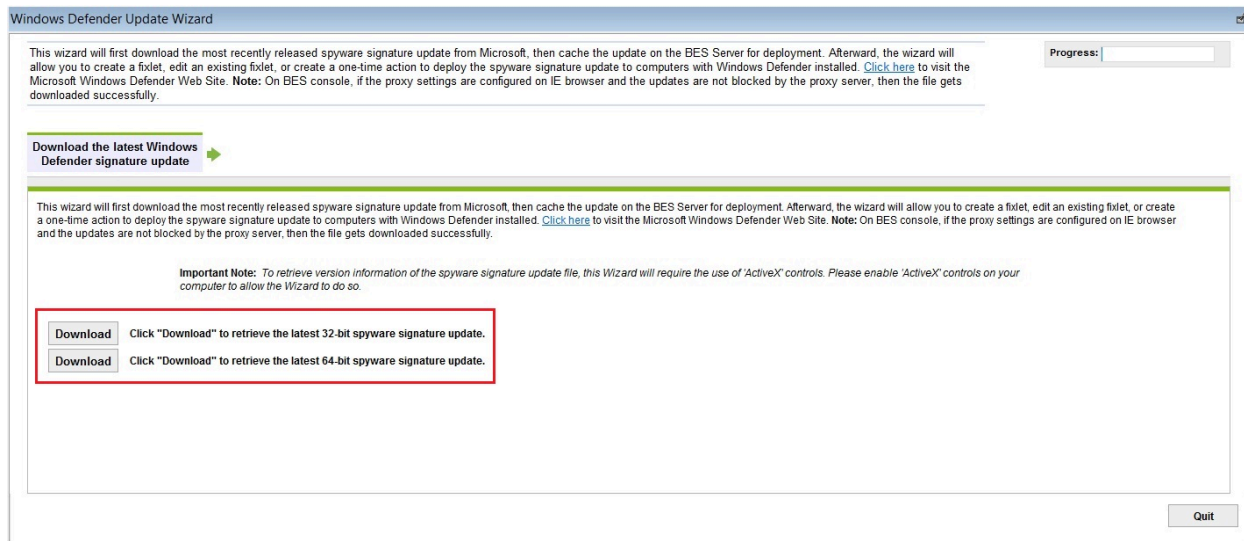 Windows Defender Update Wizard
This wizard will first download the most recently released spyware signature update from Microsoft, then cache the update on the BES Server for deployment. Afterward, the wizard will
allow you to create a fixlet, edit an existing fixlet, or create a one-time action to deploy the spyware signature update to computers with Windows Defender installed. Click here to visit the
Microsoft Windows Defender Web Site. Note: On BES console, if the proxy settings are configured on IE browser and the updates are not blocked by the proxy server, then the file gets
downloaded successfully.
Progress:
Download the latest Windows
Defender signature update
This wizard will first download the most recently released spyware signature update from Microsoft, then cache the update on the BES Server for deployment. Afterward, the wizard will allow you to create a fixlet, edit an existing fixlet, or create
a one-time action to deploy the spyware signature update to computers with Windows Defender installed. Click here to visit the Microsoft Windows Defender Web Site. Note: On BES console, if the proxy settings are configured on IE browser
and the updates are not blocked by the proxy server, then the file gets downloaded successfully.
Important Note: To retrieve version information of the spyware signature update file, this Wizard will require the use of 'ActiveX' controls. Please enable 'ActiveX' controls on your
computer to allow the Wizard to do so.
Download Click "Download" to retrieve the latest 32-bit spyware signature update.
Download Click "Download" to retrieve the latest 64-bit spyware signature update.
Quit